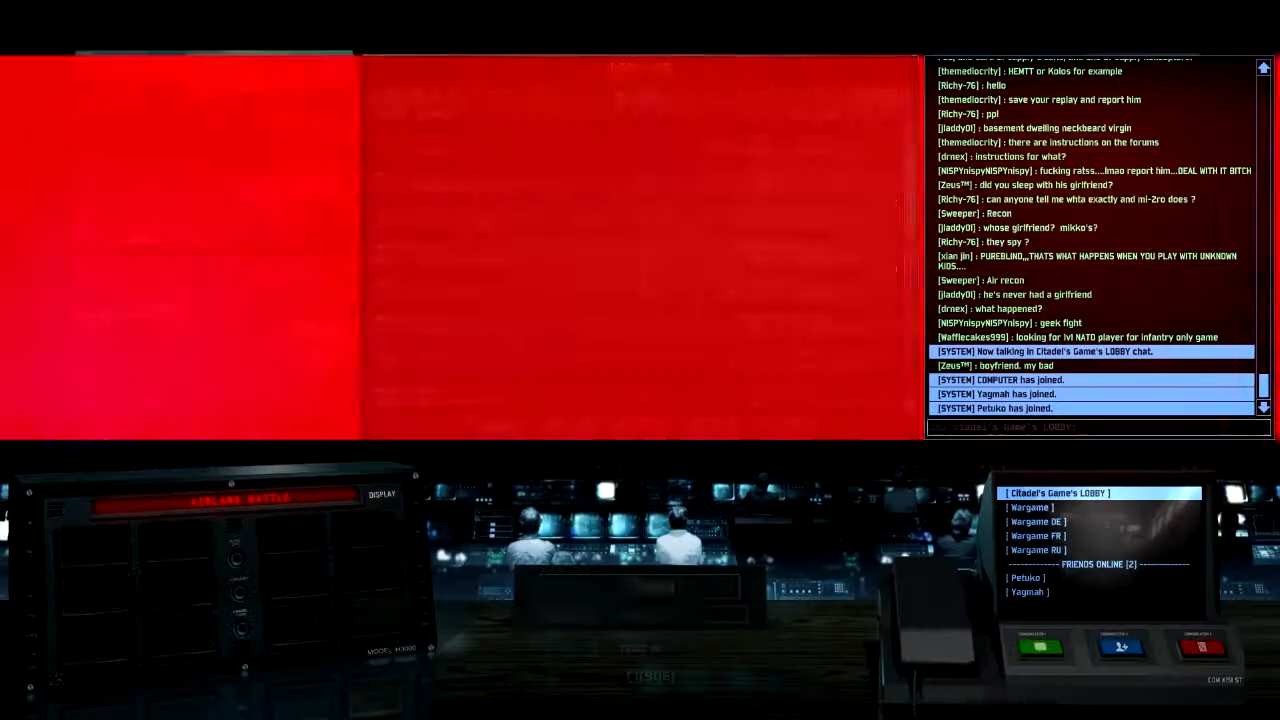 [themediocrity] : HEMTT or Kolos for example
[Richy-76] : hello
[themediocrity] : save your replay and report him
[Richy-76] : ppl
[jladdy01] : basement dwelling neckbeard virgin
[themediocrity] : there are instructions on the forums
[drnex] : instructions for what?
[NISPYnispyNISPYnispy] : fucking ratss....lmao report him...DEAL WITH IT BITCH
[Zeus™] : did you sleep with his girlfriend?
[Richy-76] : can anyone tell me whta exactly and mi-2ro does ?
[Sweeper] : Recon
[jladdy01] : whose girlfriend? mikko's?
[Richy-76] : they spy ?
[xian jin] : PUREBLIND,,,THATS WHAT HAPPENS WHEN YOU PLAY WITH UNKNOWN
KIDS....
[Sweeper] : Air recon
[jladdy01] : he's never had a girlfriend
[drnex] : what happened?
[NISPYnispyNISPYnispy] : geek fight
[Wafflecakes999] : looking for 1v1 NATO player for infantry only game
[SYSTEM] Now talking in Citadel's Game's LOBBY chat.
[Zeus™] : boyfriend. my bad
[SYSTEM] COMPUTER has joined.
[SYSTEM] Yagmah has joined.
[SYSTEM] Petuko has joined.
Game's LOBBY:
AIRLAND BATTLE
DISPLAY
MODEL H3000
[ Citadel's Game's LOBBY ]
[ Wargame ]
[ Wargame DE ]
[ Wargame FR ]
[ Wargame RU ]
------------ FRIENDS ONLINE [2] ------------
[ Petuko ]
[ Yagmah ]